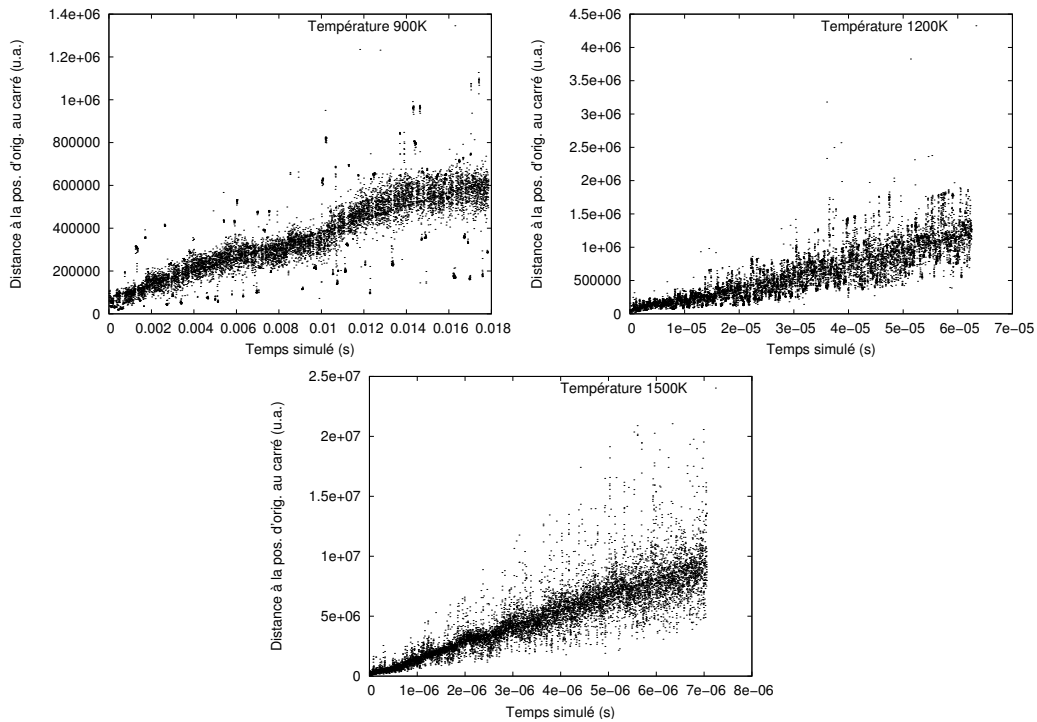 1.4e+06
1.2e+06
1e+06
800000
600000
400000
200000
0
0 0.002 0.004 0.006 0.008 0.01 0.012 0.014 0.016 0.018
Distance à la pos. d'orig. au carré (u.a.)
Temps simulé (s)
Température 900K
4.5e+06
4e+06
3.5e+06
3e+06
2.5e+06
2e+06
1.5e+06
1e+06
500000
0
0 1e−05 2e−05 3e−05 4e−05 5e−05 6e−05 7e−05
Distance à la pos. d'orig. au carré (u.a.)
Temps simulé (s)
Température 1200K
2.5e+07
2e+07
1.5e+07
1e+07
5e+06
0
0 1e−06 2e−06 3e−06 4e−06 5e−06 6e−06 7e−06 8e−06
Distance à la pos. d'orig. au carré (u.a.)
Temps simulé (s)
Température 1500K